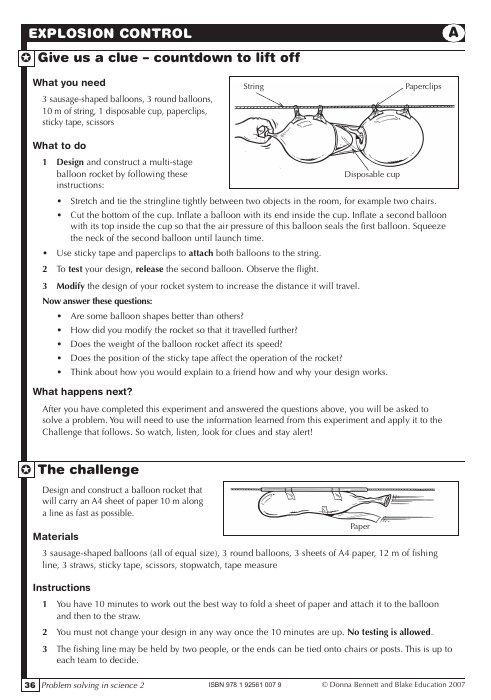 EXPLOSION CONTROL
A
Give us a clue – countdown to lift off
What you need
3 sausage-shaped balloons, 3 round balloons,
10 m of string, 1 disposable cup, paperclips,
sticky tape, scissors
String
Paperclips
Disposable cup
What to do
1 Design and construct a multi-stage
balloon rocket by following these
instructions:
• Stretch and tie the stringline tightly between two objects in the room, for example two chairs.
• Cut the bottom of the cup. Inflate a balloon with its end inside the cup. Inflate a second balloon
with its top inside the cup so that the air pressure of this balloon seals the first balloon. Squeeze
the neck of the second balloon until launch time.
• Use sticky tape and paperclips to attach both balloons to the string.
2 To test your design, release the second balloon. Observe the flight.
3 Modify the design of your rocket system to increase the distance it will travel.
Now answer these questions:
• Are some balloon shapes better than others?
• How did you modify the rocket so that it travelled further?
• Does the weight of the balloon rocket affect its speed?
• Does the position of the sticky tape affect the operation of the rocket?
• Think about how you would explain to a friend how and why your design works.
What happens next?
After you have completed this experiment and answered the questions above, you will be asked to
solve a problem. You will need to use the information learned from this experiment and apply it to the
Challenge that follows. So watch, listen, look for clues and stay alert!
The challenge
Design and construct a balloon rocket that
will carry an A4 sheet of paper 10 m along
a line as fast as possible.
Paper
Materials
3 sausage-shaped balloons (all of equal size), 3 round balloons, 3 sheets of A4 paper, 12 m of fishing
line, 3 straws, sticky tape, scissors, stopwatch, tape measure
Instructions
1 You have 10 minutes to work out the best way to fold a sheet of paper and attach it to the balloon
and then to the straw.
2 You must not change your design in any way once the 10 minutes are up. No testing is allowed.
3 The fishing line may be held by two people, or the ends can be tied onto chairs or posts. This is up to
each team to decide.
36 Problem solving in science 2 ISBN 978 1 92561 007 9 © Donna Bennett and Blake Education 2007